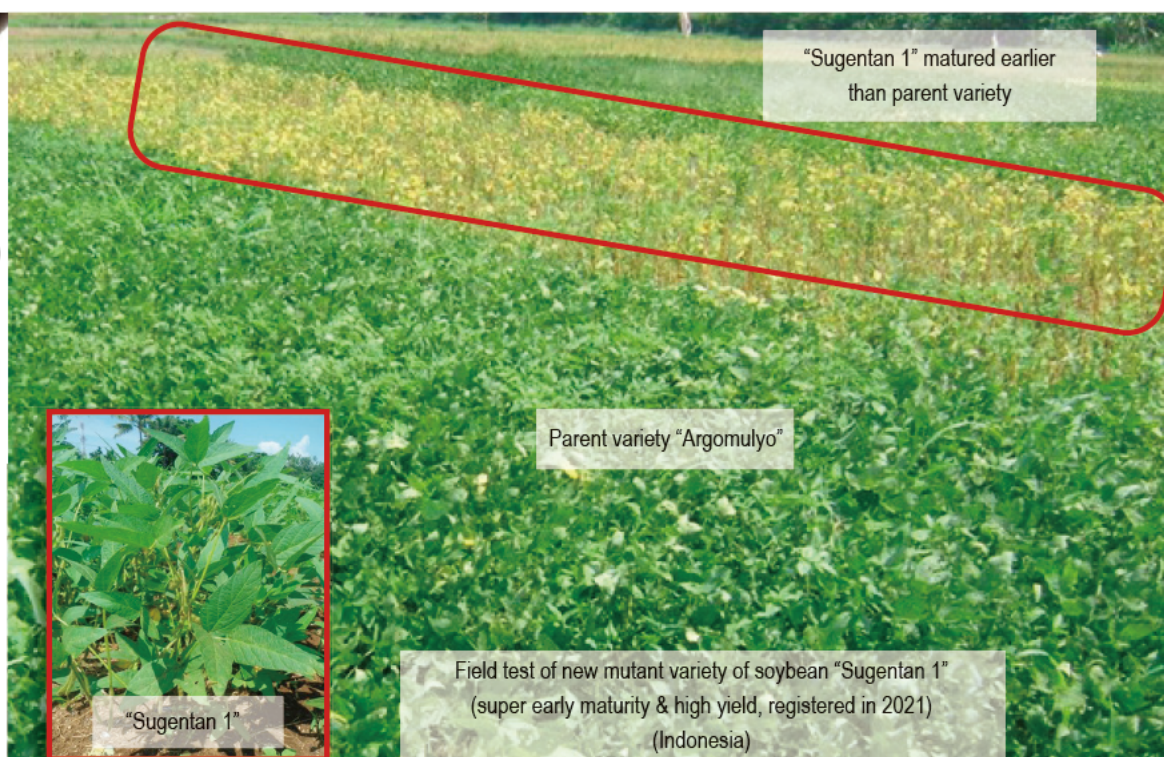 “Sugentan 1” matured earlier
than parent variety
Parent variety “Argomulyo”
“Sugentan 1”
Field test of new mutant variety of soybean “Sugentan 1”
(super early maturity & high yield, registered in 2021)
(Indonesia)